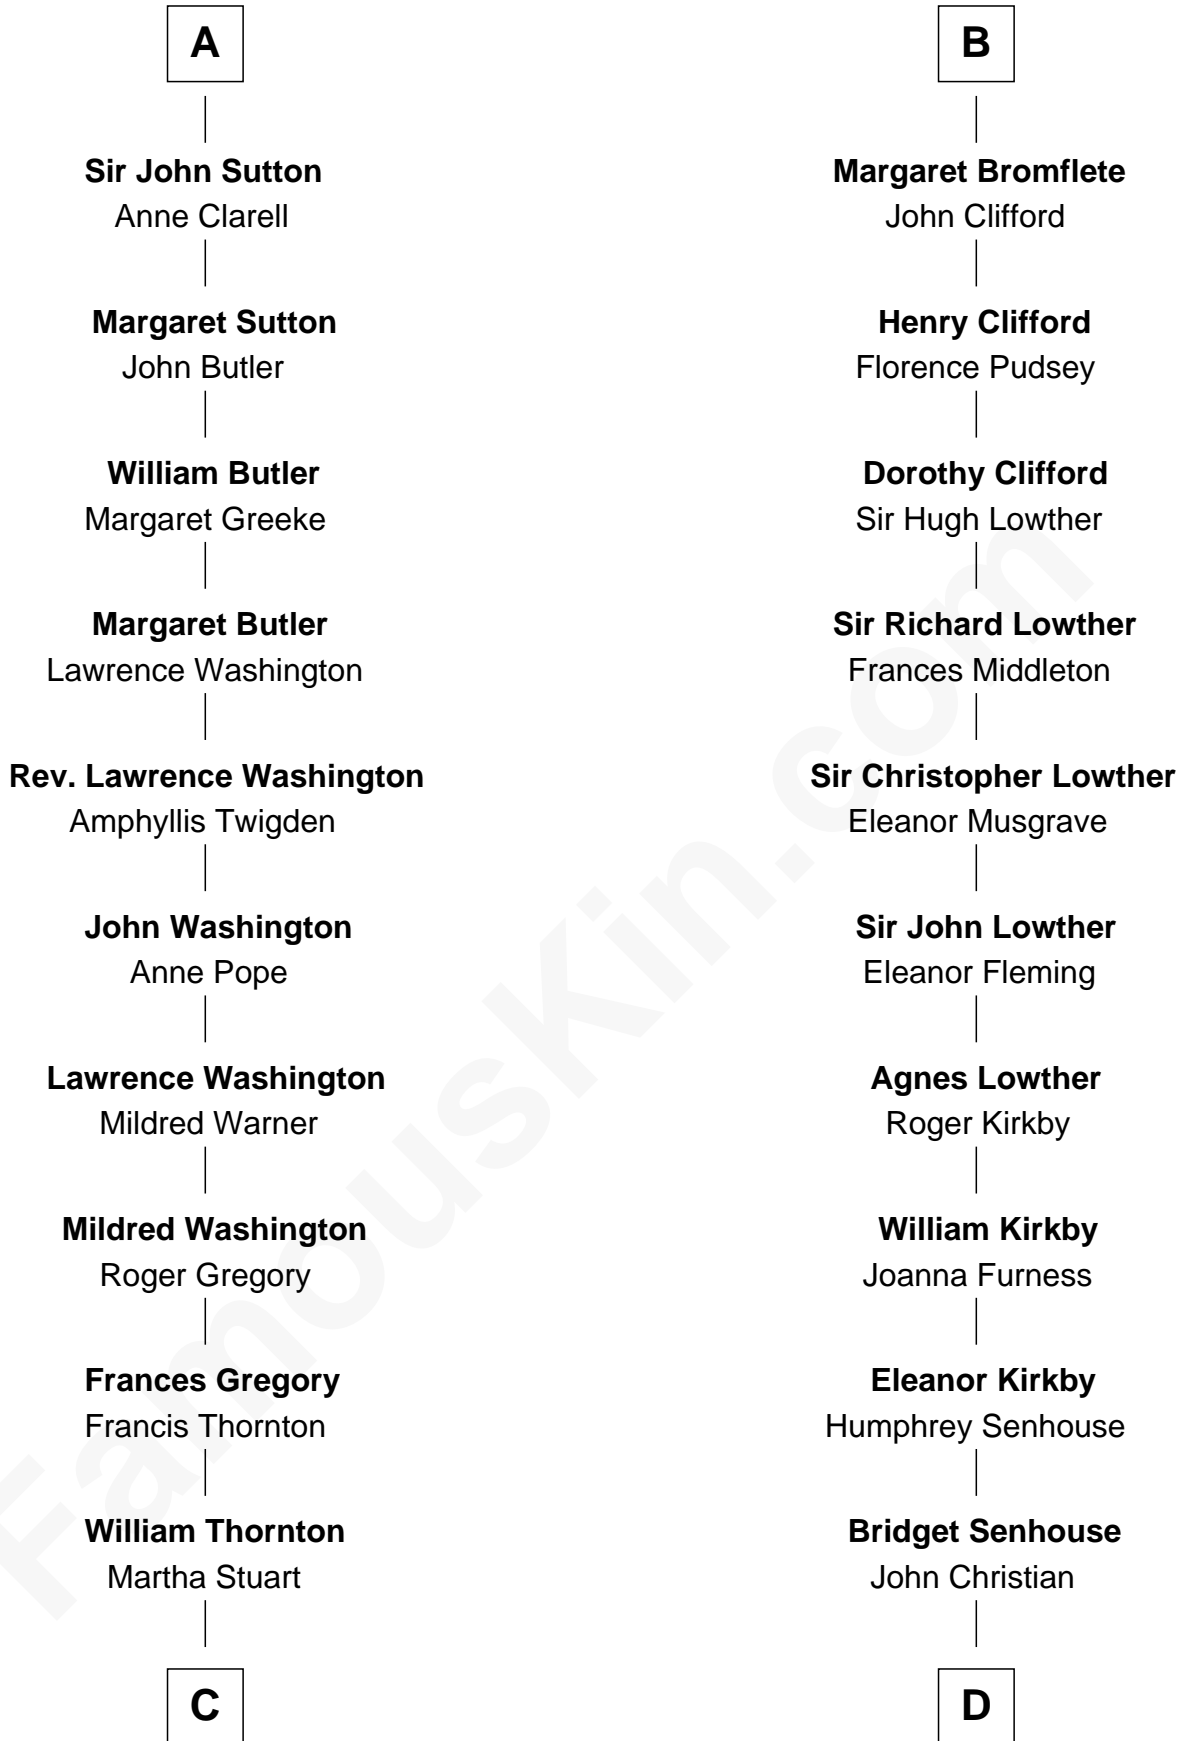 A
Sir John Sutton
Anne Clarell
Margaret Sutton
John Butler
William Butler
Margaret Greeke
Margaret Butler
Lawrence Washington
Rev. Lawrence Washington
Amphyllis Twigden
John Washington
Anne Pope
Lawrence Washington
Mildred Warner
Mildred Washington
Roger Gregory
Frances Gregory
Francis Thornton
William Thornton
Martha Stuart
C
B
Margaret Bromflete
John Clifford
Henry Clifford
Florence Pudsey
Dorothy Clifford
Sir Hugh Lowther
Sir Richard Lowther
Frances Middleton
Sir Christopher Lowther
Eleanor Musgrave
Sir John Lowther
Eleanor Fleming
Agnes Lowther
Roger Kirkby
William Kirkby
Joanna Furness
Eleanor Kirkby
Humphrey Senhouse
Bridget Senhouse
John Christian
D
FamousKin.com